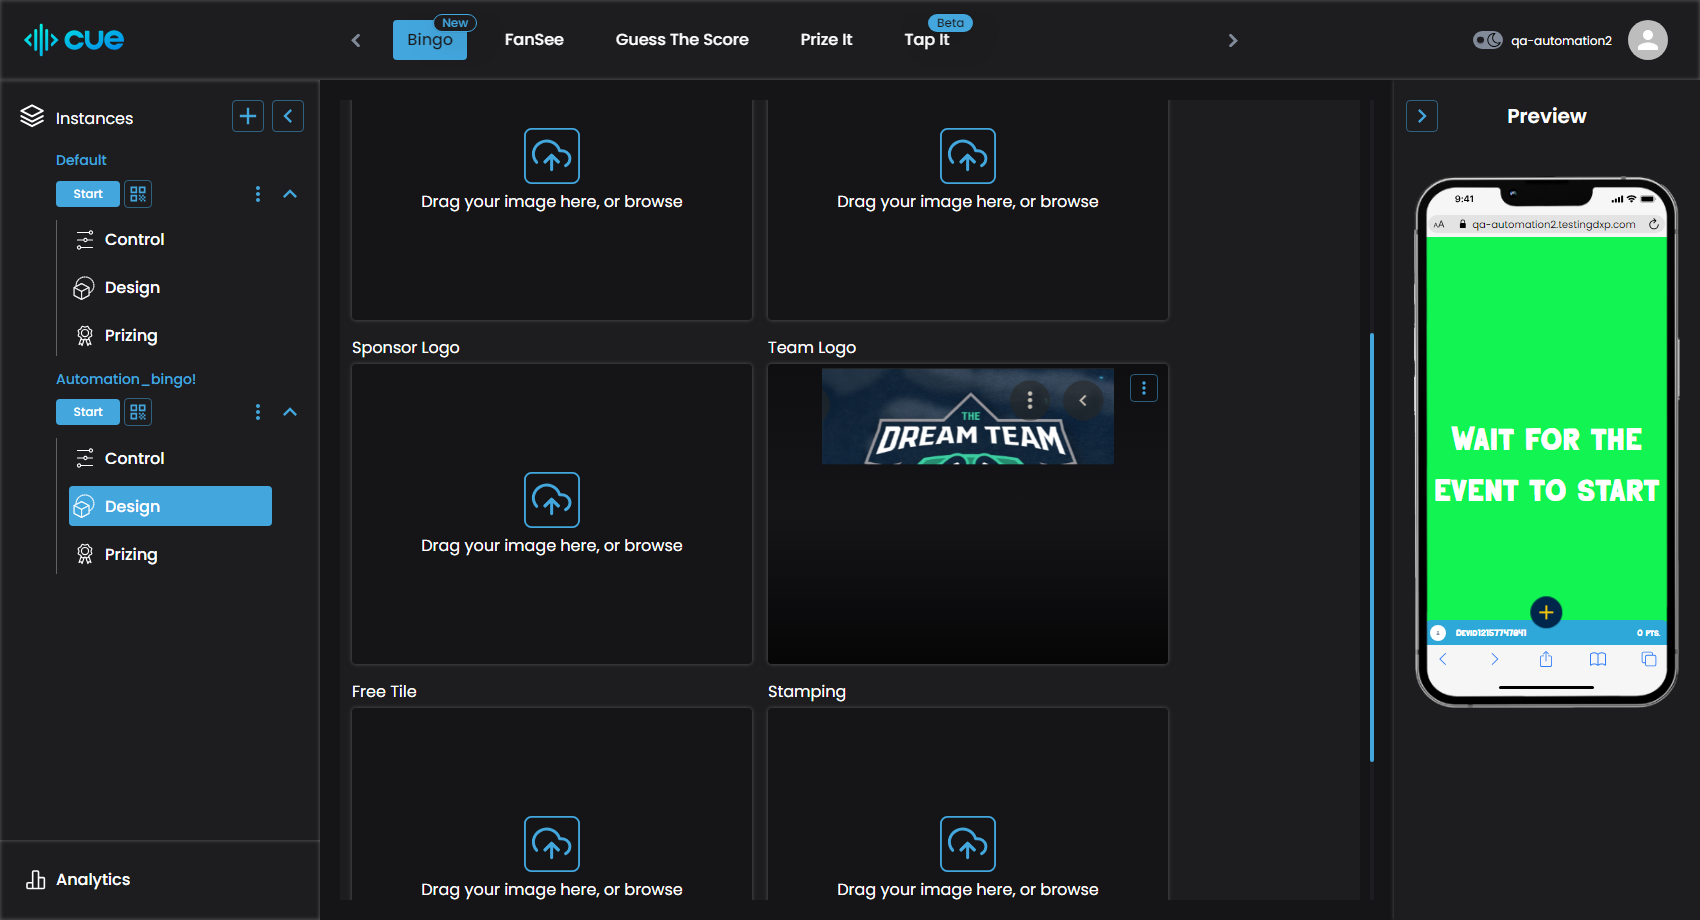 cue
New
Bingo
FanSee
Guess The Score
Prize It
Beta
Tap It
qa-automation2
Instances
Default
Start
Control
Design
Prizing
Automation_bingo!
Start
Control
Design
Prizing
Analytics
Drag your image here, or browse
Drag your image here, or browse
Sponsor Logo
Team Logo
Drag your image here, or browse
THE
DREAM TEAM
Free Tile
Stamping
Drag your image here, or browse
Drag your image here, or browse
Preview
9:41
AA
qa-automation2.testingdxp.com
WAIT FOR THE
EVENT TO START
DEVID12157747841
0 PTS.